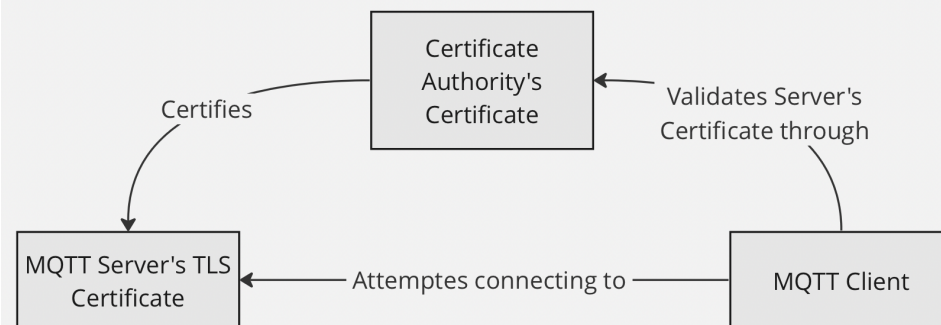 Certificate
Authority's
Certificate
Certifies
Validates Server's
Certificate through
MQTT Server's TLS
Certificate
Attemptes connecting to
MQTT Client